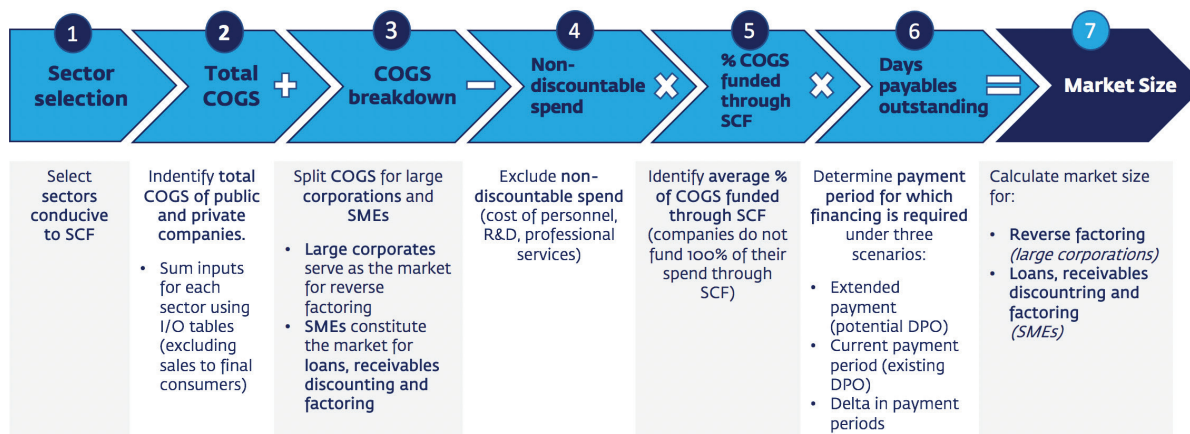 1
Sector
selection
2
Total
COGS
+
3
COGS
breakdown
−
4
Non-
discountable
spend
×
5
% COGS
funded
through
SCF
×
6
Days
payables
outstanding
=
7
Market Size
Select
sectors
conducive
to SCF
Indentify total
COGS of public
and private
companies.
• Sum inputs
for each
sector using
I/O tables
(excluding
sales to final
consumers)
Split COGS for large
corporations and
SMEs
• Large corporates
serve as the market
for reverse
factoring
• SMEs constitute
the market for
loans, receivables
discounting and
factoring
Exclude non-
discountable spend
(cost of personnel,
R&D, professional
services)
Identify average %
of COGS funded
through SCF
(companies do not
fund 100% of their
spend through
SCF)
Determine payment
period for which
financing is required
under three
scenarios:
• Extended
payment
(potential DPO)
• Current payment
period (existing
DPO)
• Delta in payment
periods
Calculate market size
for:
• Reverse factoring
(large corporations)
• Loans, receivables
discountring and
factoring
(SMEs)